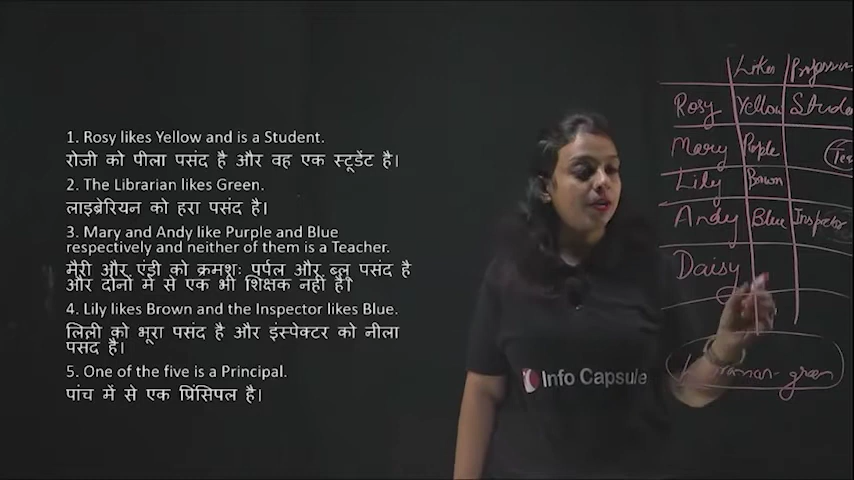 1. Rosy likes Yellow and is a Student.
रोजी को पीला पसंद है और वह एक स्टूडेंट है।
2. The Librarian likes Green.
लाइब्रेरियन को हरा पसंद है।
3. Mary and Andy like Purple and Blue
respectively and neither of them is a Teacher.
मैरी और एंडी को क्रमशः पर्पल और ब्लू पसंद है
और दोनों में से एक भी शिक्षक नहीं है।
4. Lily likes Brown and the Inspector likes Blue.
लिली को भूरा पसंद है और इंस्पेक्टर को नीला
पसंद है।
5. One of the five is a Principal.
पांच में से एक प्रिंसिपल है।
Likes Profession
Rosy Yellow Student
Mary Purple
Lily Brown
Andy Blue Inspector
Daisy
green
Info Capsule